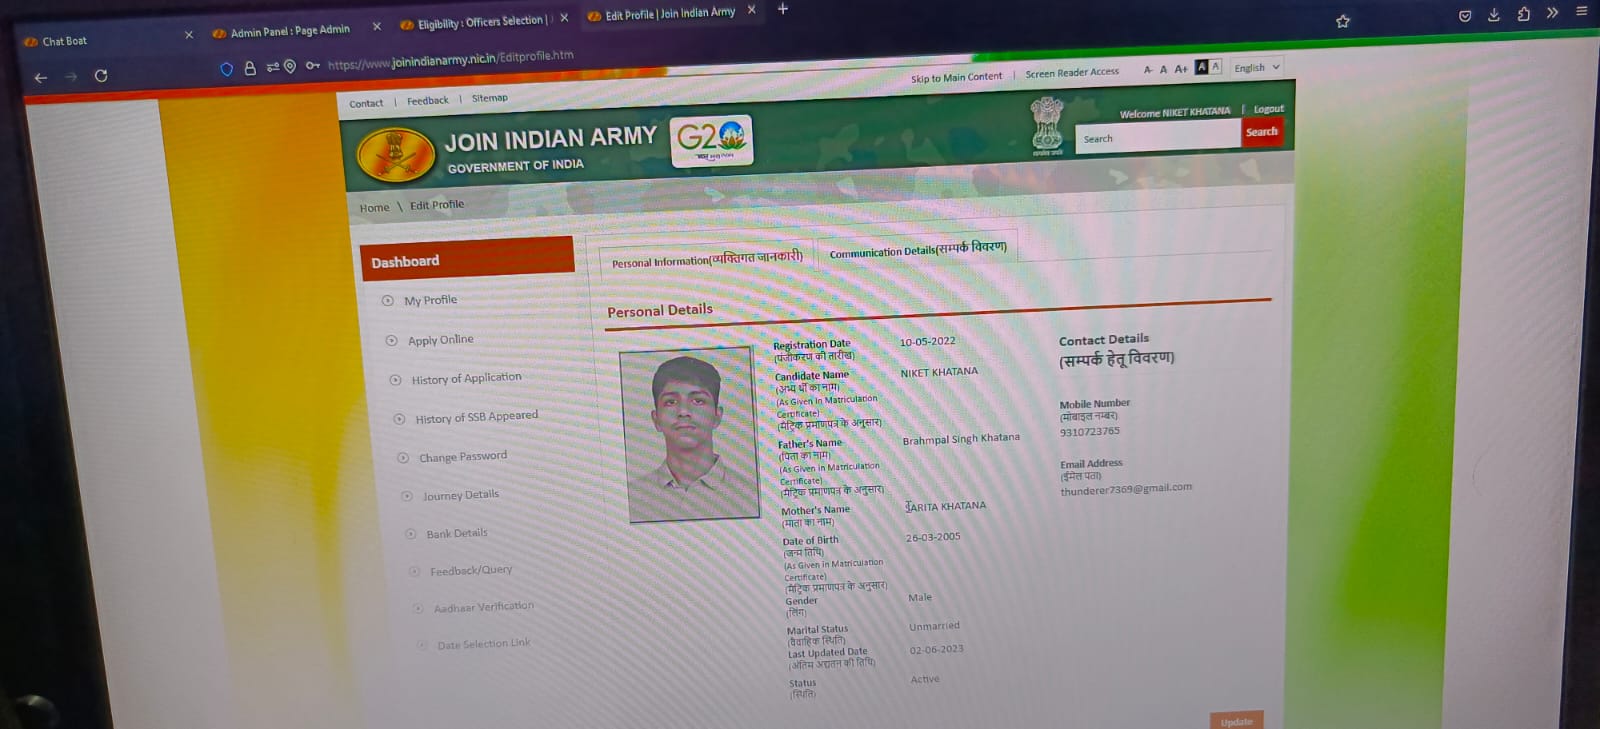 Chat Boat
Admin Panel : Page Admin
Eligibility : Officers Selection |
Edit Profile | Join Indian Army
https://www.joinindianarmy.nic.in/Editprofile.htm
Contact | Feedback | Sitemap
Skip to Main Content | Screen Reader Access A- A A+ A A English
JOIN INDIAN ARMY
GOVERNMENT OF INDIA
G20
Welcome NIKET KHATANA | Logout
Search Search
Home \ Edit Profile
Dashboard
My Profile
Apply Online
History of Application
History of SSB Appeared
Change Password
Journey Details
Bank Details
Feedback/Query
Aadhaar Verification
Date Selection Link
Personal Information(व्यक्तिगत जानकारी)
Communication Details(सम्पर्क विवरण)
Personal Details
Registration Date 10-05-2022
(पंजीकरण की तारीख)
Candidate Name NIKET KHATANA
(अभ्यर्थी का नाम)
(As Given in Matriculation
Certificate)
(मैट्रिक प्रमाणपत्र के अनुसार)
Father's Name Brahmpal Singh Khatana
(पिता का नाम)
(As Given in Matriculation
Certificate)
(मैट्रिक प्रमाणपत्र के अनुसार)
Mother's Name SARITA KHATANA
(माता का नाम)
Date of Birth 26-03-2005
(जन्म तिथि)
(As Given in Matriculation
Certificate)
(मैट्रिक प्रमाणपत्र के अनुसार)
Gender Male
(लिंग)
Marital Status Unmarried
(वैवाहिक स्थिति)
Last Updated Date 02-06-2023
(अंतिम अद्यतन की तिथि)
Status Active
(स्थिति)
Contact Details
(सम्पर्क हेतू विवरण)
Mobile Number
(मोबाइल नम्बर)
9310723765
Email Address
(ईमेल पता)
thunderer7369@gmail.com
Update